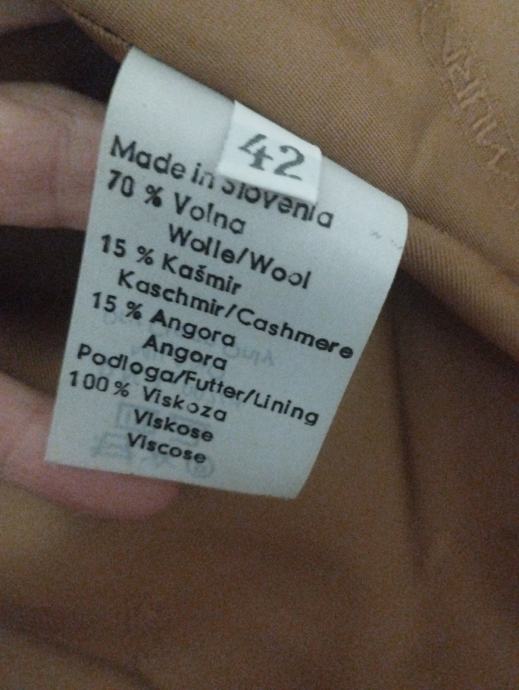 42
Made in Slovenia
70 % Volna
Wolle/Wool
15 % Kašmir
Kaschmir/Cashmere
15 % Angora
Angora
Podloga/Futter/Lining
100 % Viskoza
Viskose
Viscose
MURA